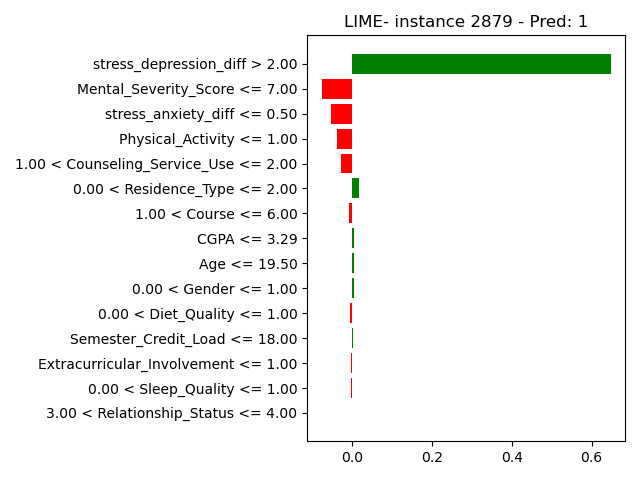 LIME- instance 2879 - Pred: 1
stress_depression_diff > 2.00
Mental_Severity_Score <= 7.00
stress_anxiety_diff <= 0.50
Physical_Activity <= 1.00
1.00 < Counseling_Service_Use <= 2.00
0.00 < Residence_Type <= 2.00
1.00 < Course <= 6.00
CGPA <= 3.29
Age <= 19.50
0.00 < Gender <= 1.00
0.00 < Diet_Quality <= 1.00
Semester_Credit_Load <= 18.00
Extracurricular_Involvement <= 1.00
0.00 < Sleep_Quality <= 1.00
3.00 < Relationship_Status <= 4.00
0.0 0.2 0.4 0.6